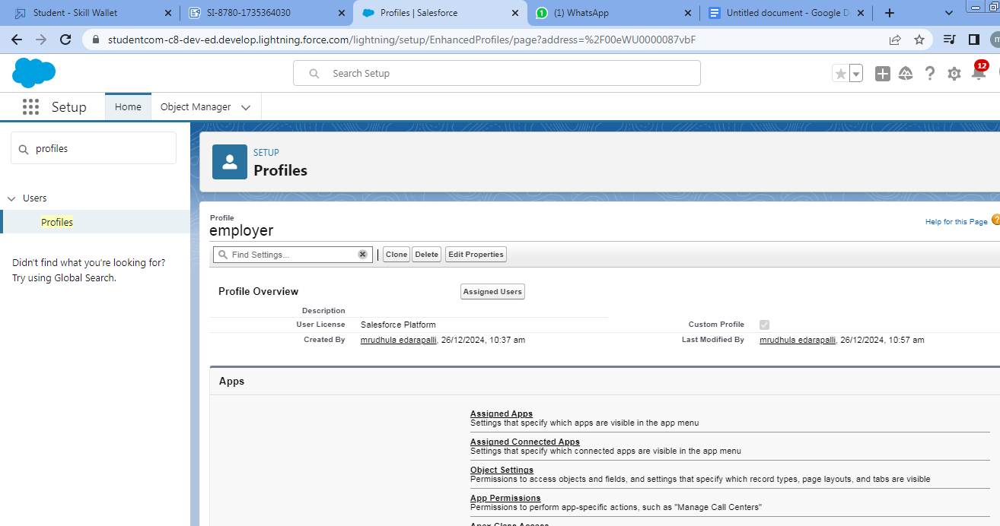 Student - Skill Wallet
SI-8780-1735364030
Profiles | Salesforce
1
(1) WhatsApp
Untitled document - Google D
studentcom-c8-dev-ed.develop.lightning.force.com/lightning/setup/EnhancedProfiles/page?address=%2F00eWU0000087vbF
m
Search Setup
12
Setup
Home
Object Manager
profiles
Users
Profiles
Didn't find what you're looking for?
Try using Global Search.
SETUP
Profiles
Profile
employer
Help for this Page
Find Settings...
Clone
Delete
Edit Properties
Profile Overview
Assigned Users
Description
User License Salesforce Platform
Custom Profile
Created By mrudhula edarapalli, 26/12/2024, 10:37 am
Last Modified By mrudhula edarapalli, 26/12/2024, 10:57 am
Apps
Assigned Apps
Settings that specify which apps are visible in the app menu
Assigned Connected Apps
Settings that specify which connected apps are visible in the app menu
Object Settings
Permissions to access objects and fields, and settings that specify which record types, page layouts, and tabs are visible
App Permissions
Permissions to perform app-specific actions, such as "Manage Call Centers"
Apex Class Access